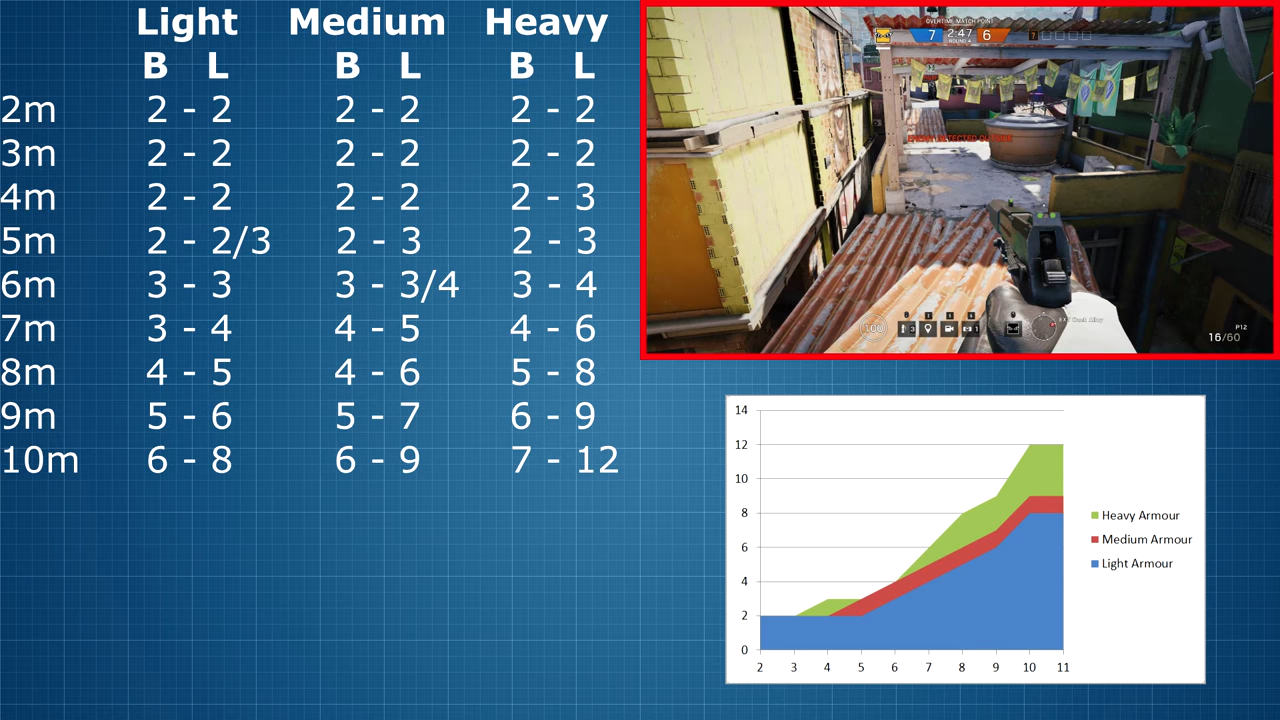 Light Medium Heavy
B L B L B L
2m 2 - 2 2 - 2 2 - 2
3m 2 - 2 2 - 2 2 - 2
4m 2 - 2 2 - 2 2 - 3
5m 2 - 2/3 2 - 3 2 - 3
6m 3 - 3 3 - 3/4 3 - 4
7m 3 - 4 4 - 5 4 - 6
8m 4 - 5 4 - 6 5 - 8
9m 5 - 6 5 - 7 6 - 9
10m 6 - 8 6 - 9 7 - 12
OVERTIME MATCH POINT
7 2:47 6 7
ROUND 4
100
3
1
P12
16/60
14
12
10
8
6
4
2
0
2 3 4 5 6 7 8 9 10 11
Heavy Armour
Medium Armour
Light Armour